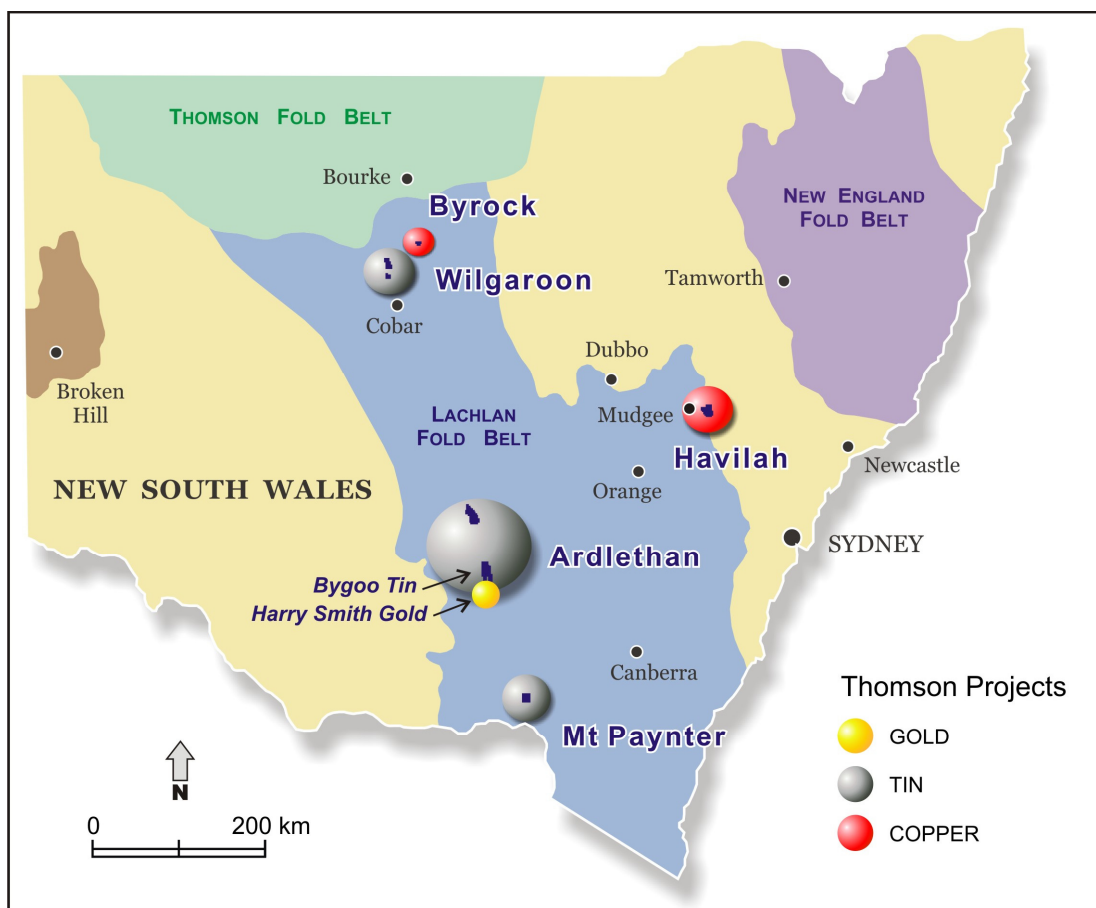 THOMSON FOLD BELT
Bourke
Byrock
Wilgaroon
Cobar
NEW ENGLAND
FOLD BELT
Tamworth
Broken
Hill
Dubbo
Mudgee
Havilah
LACHLAN
FOLD BELT
Newcastle
Orange
NEW SOUTH WALES
SYDNEY
Ardlethan
Bygoo Tin
Harry Smith Gold
Canberra
Mt Paynter
Thomson Projects
GOLD
TIN
COPPER
N
0 200 km